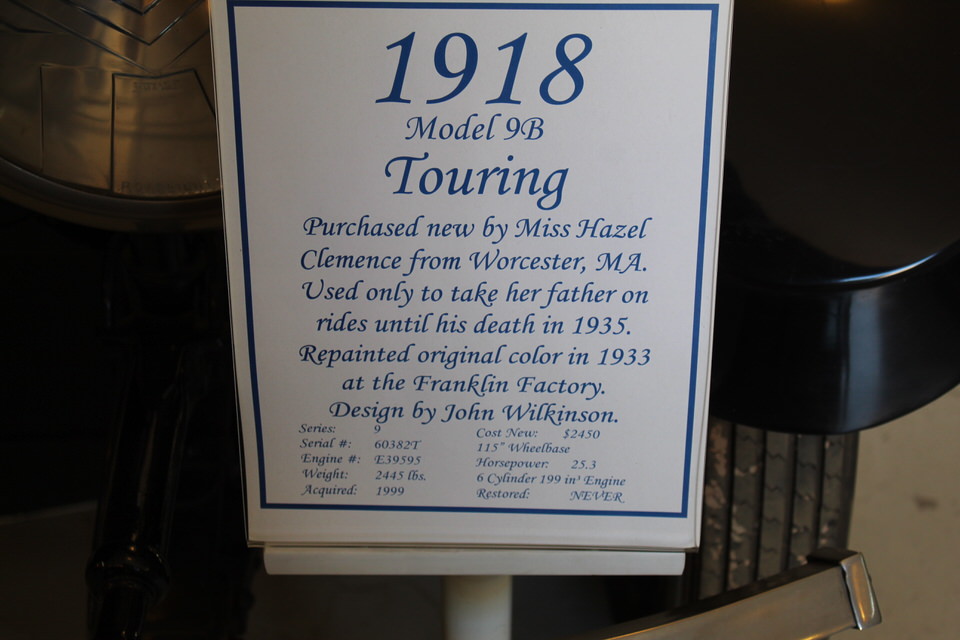 1918
Model 9B
Touring
Purchased new by Miss Hazel
Clemence from Worcester, MA.
Used only to take her father on
rides until his death in 1935.
Repainted original color in 1933
at the Franklin Factory.
Design by John Wilkinson.
Series: 9
Serial #: 60382T
Engine #: E39595
Weight: 2445 lbs.
Acquired: 1999
Cost New: $2450
115" Wheelbase
Horsepower: 25.3
6 Cylinder 199 in³ Engine
Restored: NEVER